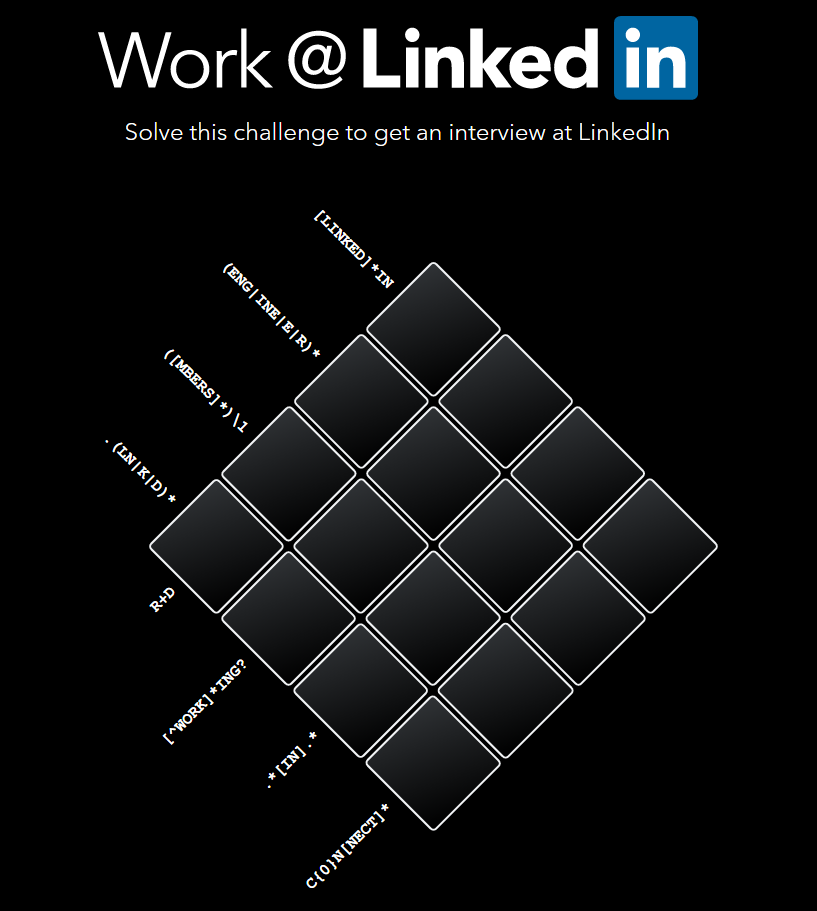 Work @ Linked in
Solve this challenge to get an interview at LinkedIn
[LINKED]*IN
(ENG|INE|E|R)*
([MBERS]*)\1
.(LN|K|D)*
R+D
[^WORK]*ING?
.*[IN].*
C{0}N[NECT]*